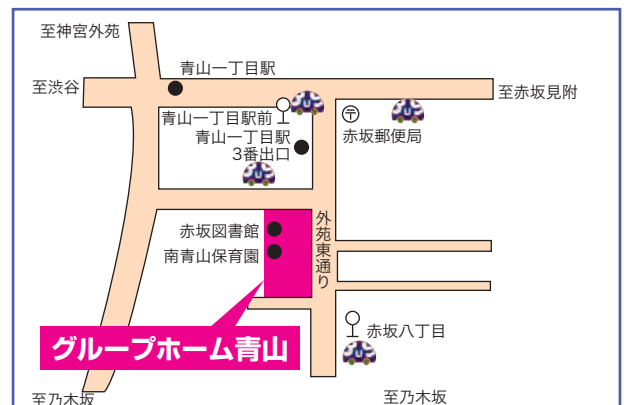 至神宮外苑
青山一丁目駅
至渋谷
至赤坂見附
青山一丁目駅前
〒
赤坂郵便局
青山一丁目駅
3番出口
赤坂図書館
南青山保育園
外苑東通り
グループホーム青山
赤坂八丁目
至乃木坂
至乃木坂